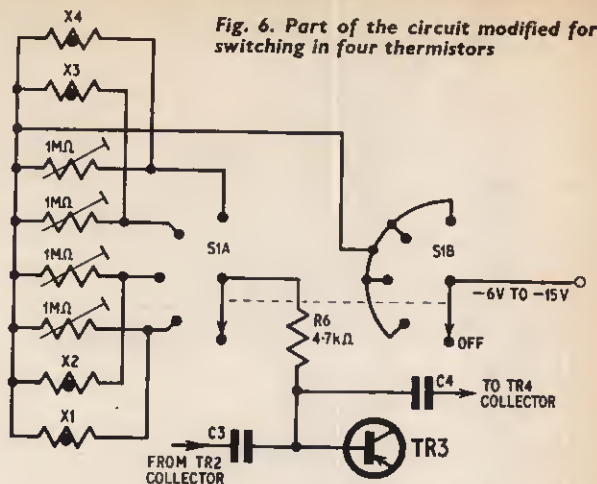 Fig. 6. Part of the circuit modified for
switching in four thermistors
X4
X3
1MΩ
1MΩ
1MΩ
1MΩ
X2
X1
S1A
S1B
-6V TO -15V
OFF
R6
4·7kΩ
C4
TO TR4
COLLECTOR
C3
FROM TR2
COLLECTOR
TR3